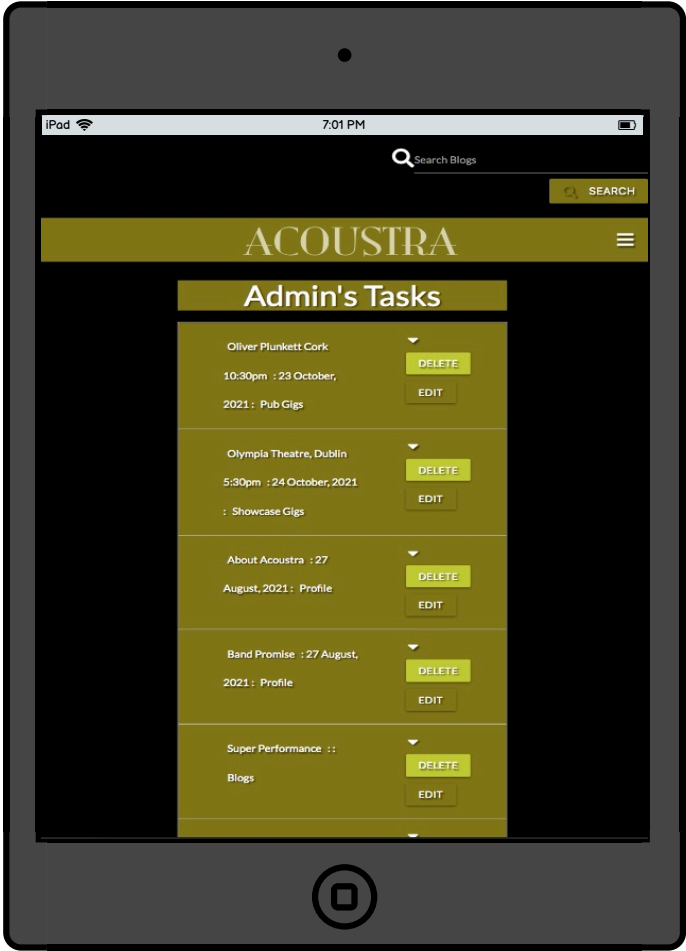 iPad 7:01 PM
Search Blogs
SEARCH
ACOUSTRA
Admin's Tasks
Oliver Plunkett Cork
10:30pm : 23 October,
2021 : Pub Gigs
DELETE
EDIT
Olympia Theatre, Dublin
5:30pm : 24 October, 2021
: Showcase Gigs
DELETE
EDIT
About Acoustra : 27
August, 2021 : Profile
DELETE
EDIT
Band Promise : 27 August,
2021 : Profile
DELETE
EDIT
Super Performance : :
Blogs
DELETE
EDIT